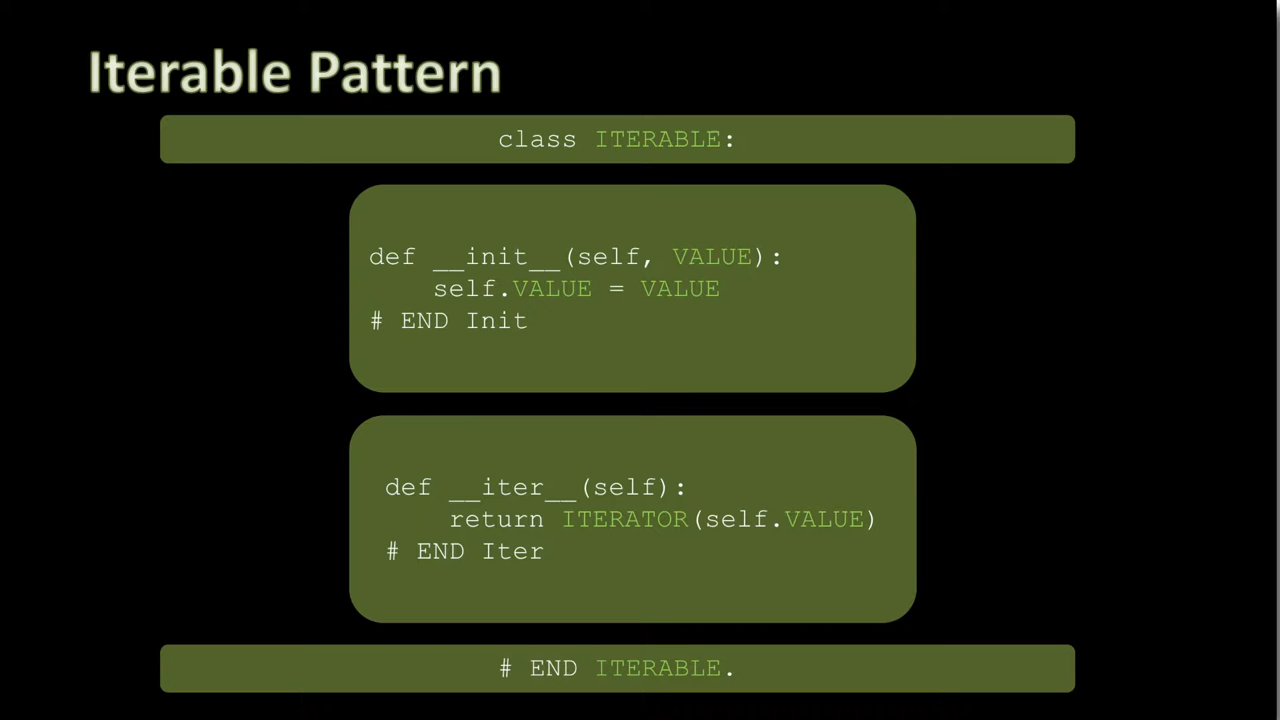 Iterable Pattern
class ITERABLE:
def __init__(self, VALUE):
self.VALUE = VALUE
# END Init
def __iter__(self):
return ITERATOR(self.VALUE)
# END Iter
# END ITERABLE.